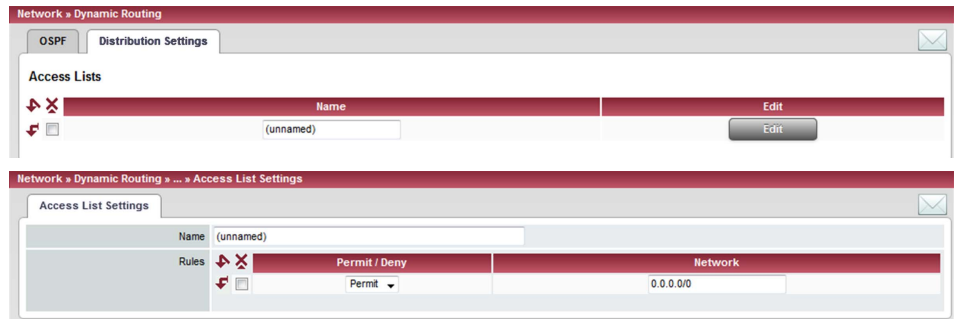 Network » Dynamic Routing
OSPF Distribution Settings
Access Lists
Name Edit
(unnamed) Edit
Network » Dynamic Routing » ... » Access List Settings
Access List Settings
Name (unnamed)
Rules Permit / Deny Network
Permit 0.0.0.0/0